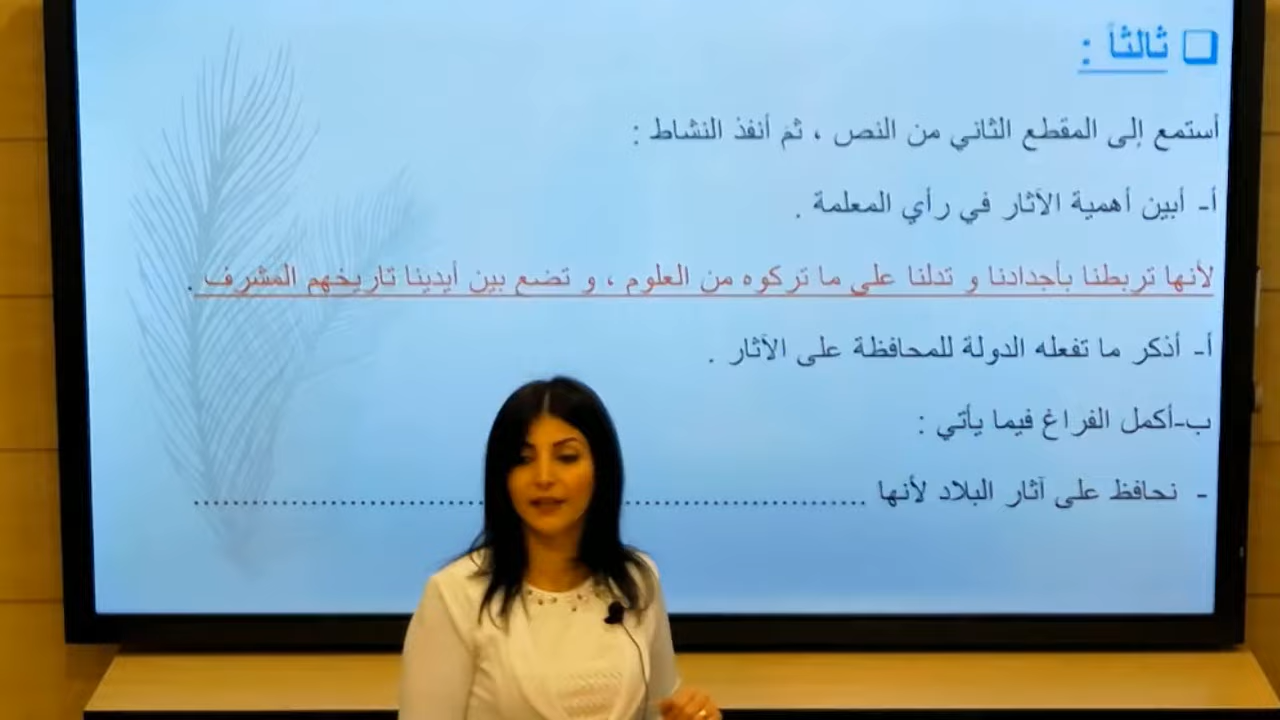 ثالثاً :
أستمع إلى المقطع الثاني من النص ، ثم أنفذ النشاط :
أ- أبين أهمية الآثار في رأي المعلمة .
لأنها تربطنا بأجدادنا و تدلنا على ما تركوه من العلوم ، و تضع بين أيدينا تاريخهم المشرف .
أ- أذكر ما تفعله الدولة للمحافظة على الآثار .
ب-أكمل الفراغ فيما يأتي :
- نحافظ على آثار البلاد لأنها ..........................................................................